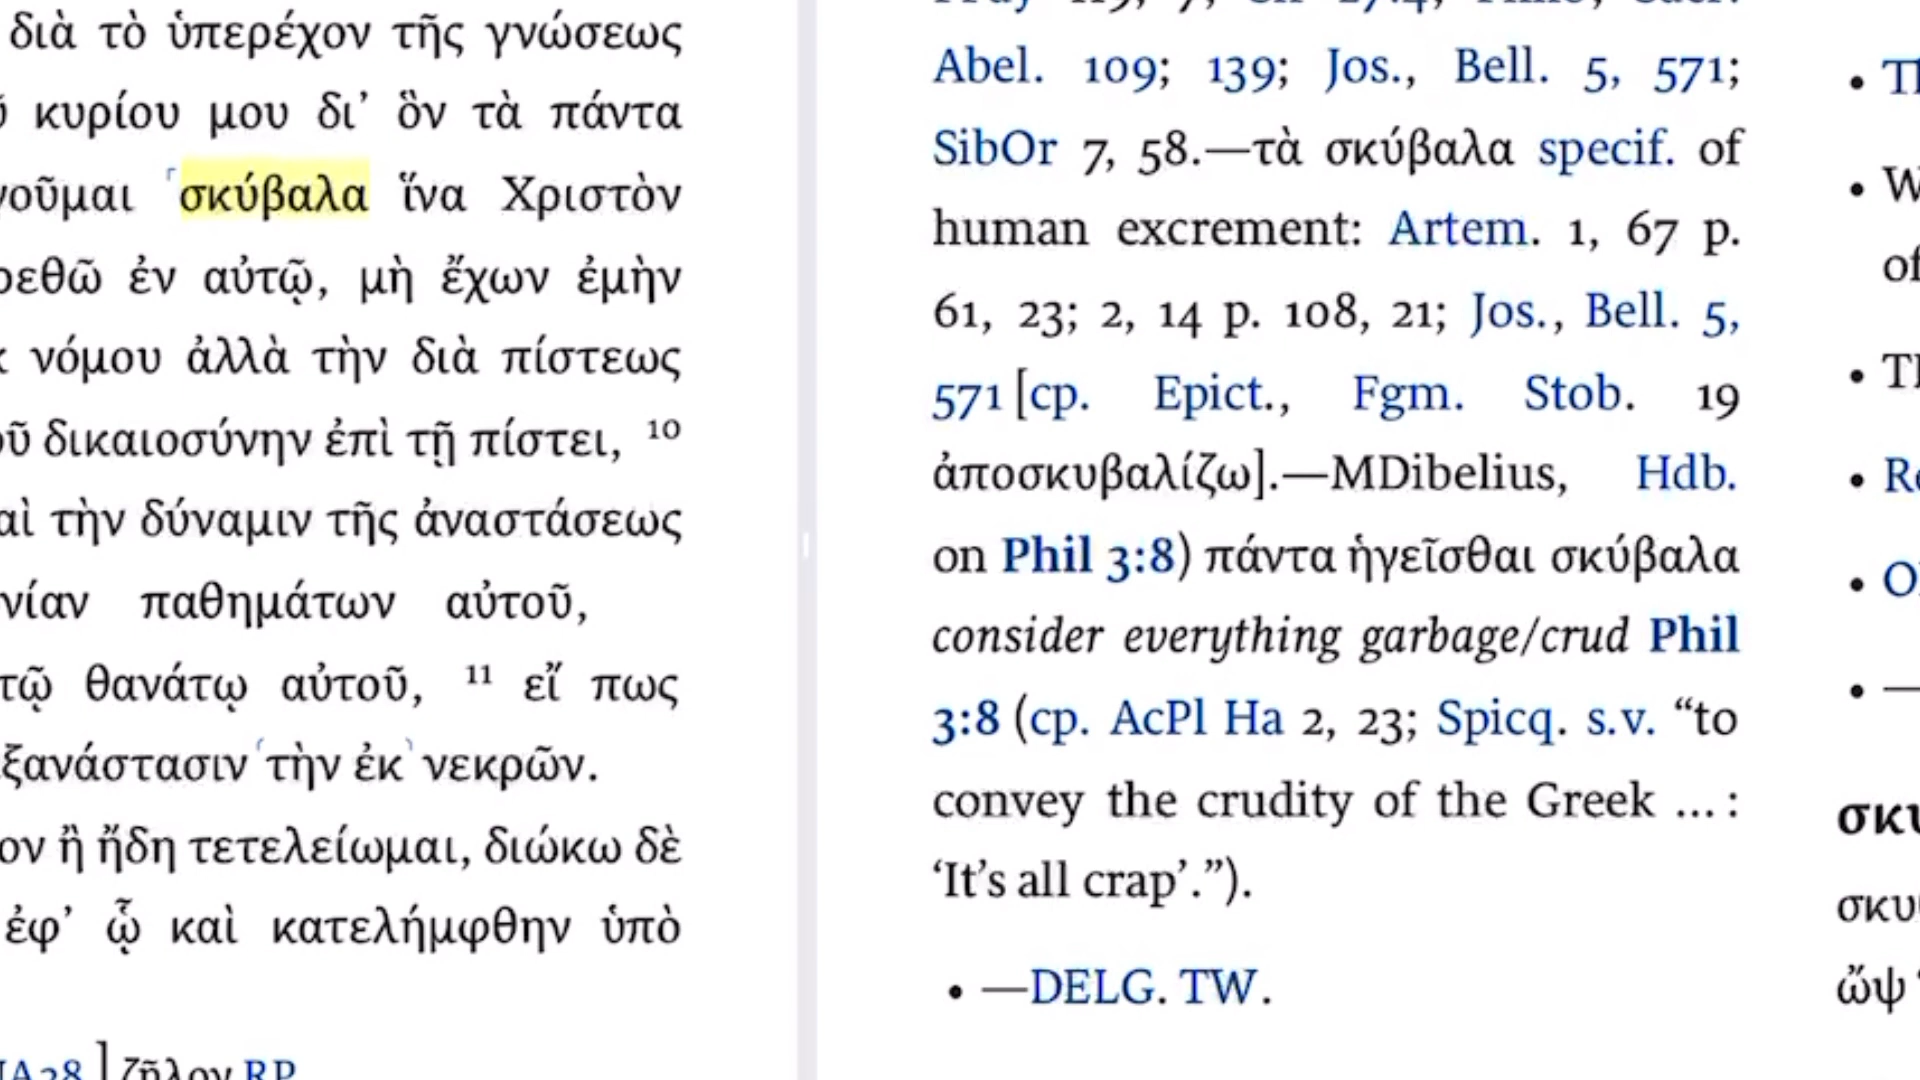 διὰ τὸ ὑπερέχον τῆς γνώσεως
κυρίου μου δι’ ὃν τὰ πάντα
⸀σκύβαλα ἵνα Χριστὸν
ἐν αὐτῷ, μὴ ἔχων ἐμὴν
νόμου ἀλλὰ τὴν διὰ πίστεως
δικαιοσύνην ἐπὶ τῇ πίστει, ¹⁰
τὴν δύναμιν τῆς ἀναστάσεως
παθημάτων αὐτοῦ,
θανάτῳ αὐτοῦ, ¹¹ εἴ πως
⸂τὴν ἐκ⸃ νεκρῶν.
ἢ ἤδη τετελείωμαι, διώκω δὲ
ἐφ’ ᾧ καὶ κατελήμφθην ὑπὸ
] ζῆλον RP
Abel. 109; 139; Jos., Bell. 5, 571;
SibOr 7, 58.—τὰ σκύβαλα specif. of
human excrement: Artem. 1, 67 p.
61, 23; 2, 14 p. 108, 21; Jos., Bell. 5,
571 [cp. Epict., Fgm. Stob. 19
ἀποσκυβαλίζω].—MDibelius, Hdb.
on Phil 3:8) πάντα ἡγεῖσθαι σκύβαλα
consider everything garbage/crud Phil
3:8 (cp. AcPl Ha 2, 23; Spicq. s.v. “to
convey the crudity of the Greek … :
‘It’s all crap’.”).
• —DELG. TW.